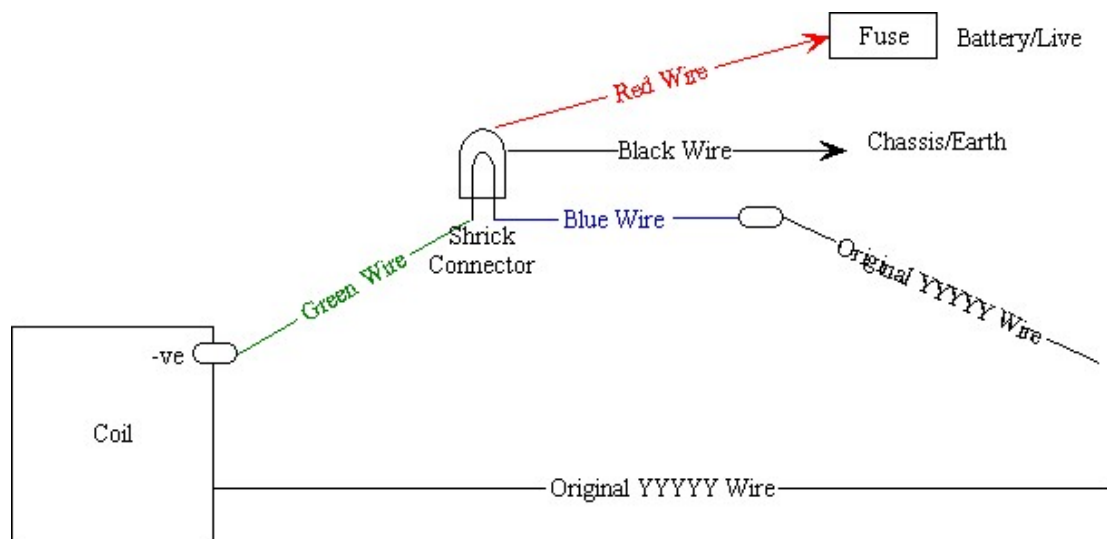 Fuse
Battery/Live
Red Wire
Black Wire
Chassis/Earth
Blue Wire
Shrick
Connector
Original YYYYY Wire
Green Wire
-ve
Coil
Original YYYYY Wire